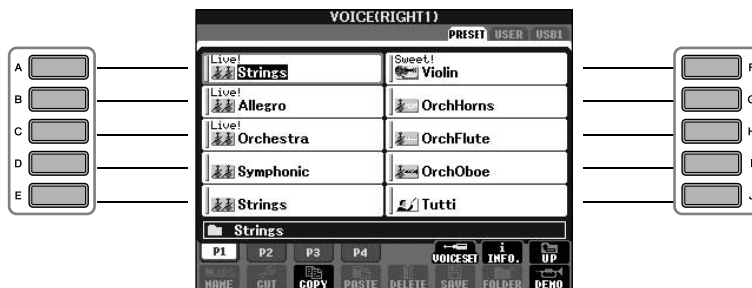 VOICE(RIGHT1)
PRESET USER USB1
A Live! Strings Sweet! Violin
B Live! Allegro OrchHorns
C Live! Orchestra OrchFlute H
D Symphonic OrchOboe
E Strings Tutti
Strings
P1 P2 P3 P4 VOICESET i INFO. UP
NAME CUT COPY PASTE DELETE SAVE FOLDER DEMO